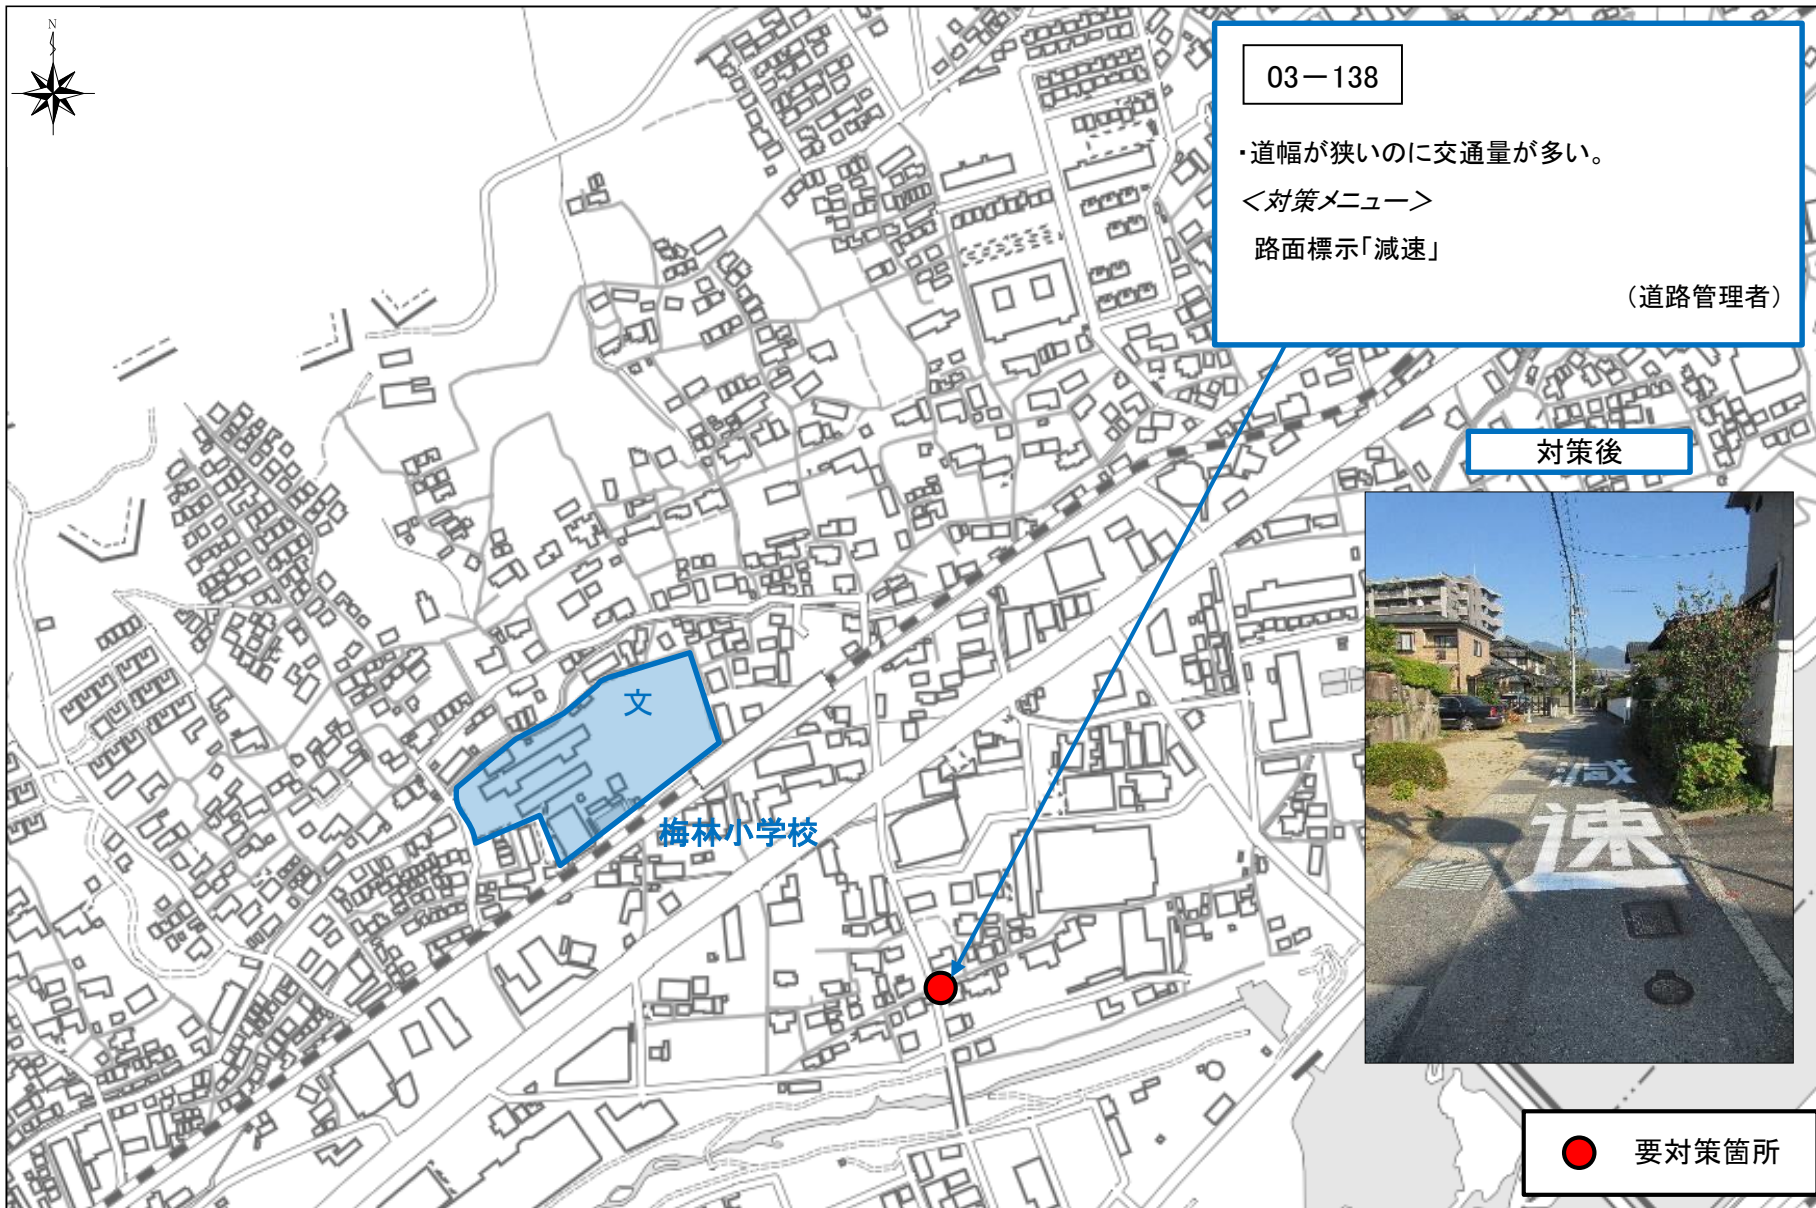 N
03－138
・道幅が狭いのに交通量が多い。
＜対策メニュー＞
路面標示「減速」
（道路管理者）
対策後
減
速
文
梅林小学校
要対策箇所